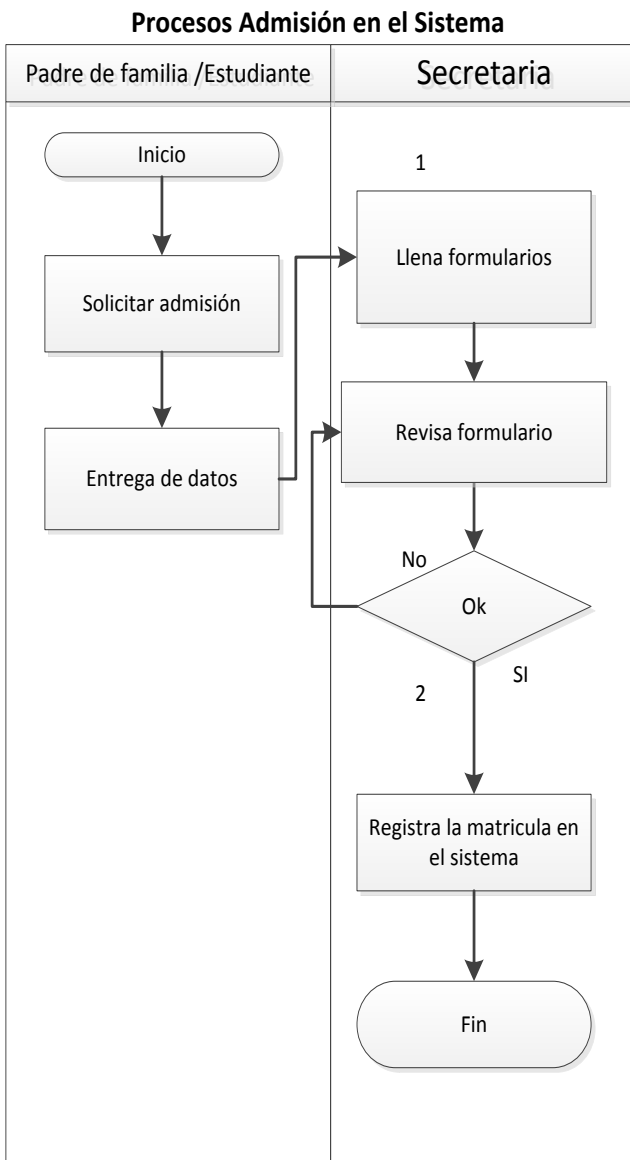 Procesos Admisión en el Sistema
Padre de familia /Estudiante
Secretaria
Inicio
1
Llena formularios
Solicitar admisión
Revisa formulario
Entrega de datos
No
Ok
SI
2
Registra la matricula en
el sistema
Fin